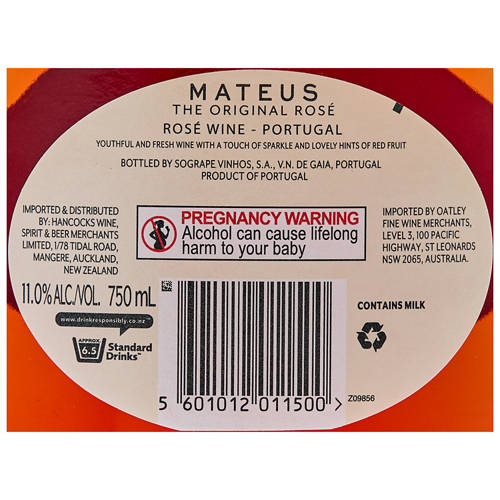 MATEUS
THE ORIGINAL ROSÉ
ROSÉ WINE - PORTUGAL
YOUTHFUL AND FRESH WINE WITH A TOUCH OF SPARKLE AND LOVELY HINTS OF RED FRUIT
BOTTLED BY SOGRAPE VINHOS, S.A., V.N. DE GAIA, PORTUGAL
PRODUCT OF PORTUGAL
IMPORTED & DISTRIBUTED
BY: HANCOCKS WINE,
SPIRIT & BEER MERCHANTS
LIMITED, 1/78 TIDAL ROAD,
MANGERE, AUCKLAND,
NEW ZEALAND
PREGNANCY WARNING
Alcohol can cause lifelong
harm to your baby
IMPORTED BY OATLEY
FINE WINE MERCHANTS,
LEVEL 3, 100 PACIFIC
HIGHWAY, ST LEONARDS
NSW 2065, AUSTRALIA.
11.0% ALC/VOL. 750 mL
www.drinkresponsibly.co.nz
APPROX
6.5
Standard
Drinks™
CONTAINS MILK
5 601012 011500 >
Z09856